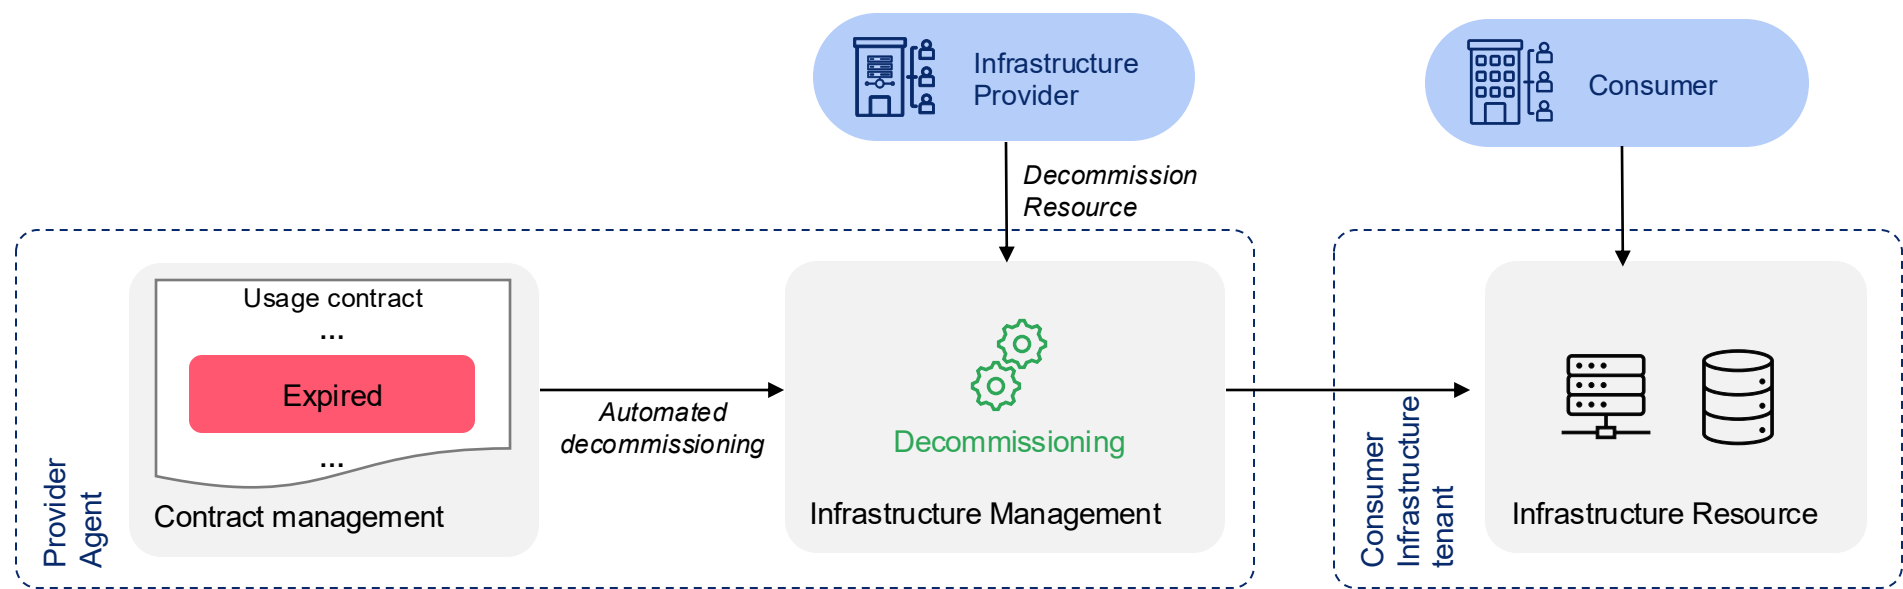 Infrastructure
Provider
Consumer
Decommission
Resource
Usage contract
...
Expired
...
Contract management
Provider
Agent
Automated
decommissioning
Decommissioning
Infrastructure Management
Consumer
Infrastructure
tenant
Infrastructure Resource